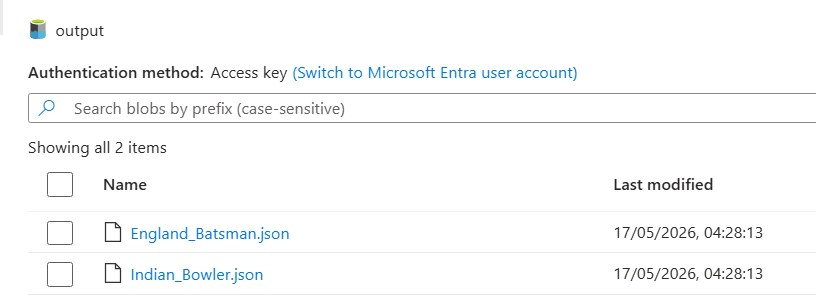 output
Authentication method: Access key (Switch to Microsoft Entra user account)
Search blobs by prefix (case-sensitive)
Showing all 2 items
Name Last modified
England_Batsman.json 17/05/2026, 04:28:13
Indian_Bowler.json 17/05/2026, 04:28:13